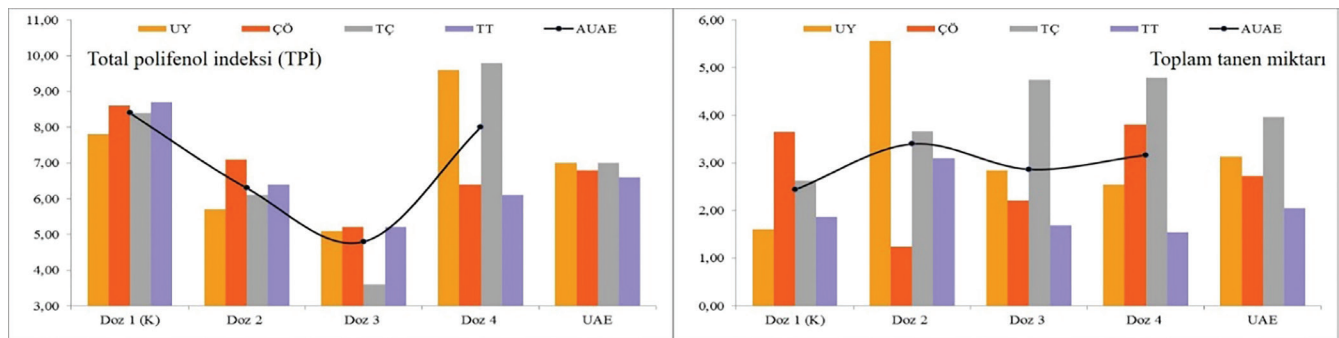 11,00
UY
ÇÖ
TÇ
TT
AUAE
10,00
Total polifenol indeksi (TPİ)
9,00
8,00
7,00
6,00
5,00
4,00
3,00
Doz 1 (K)
Doz 2
Doz 3
Doz 4
UAE
6,00
UY
ÇÖ
TÇ
TT
AUAE
Toplam tanen miktarı
5,00
4,00
3,00
2,00
1,00
0,00
Doz 1 (K)
Doz 2
Doz 3
Doz 4
UAE